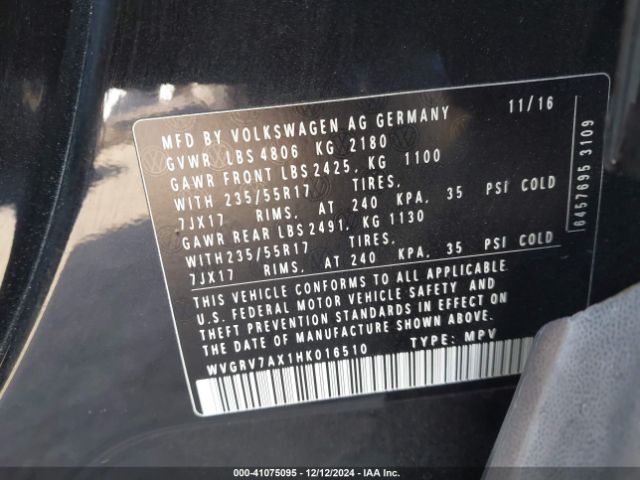 MFD BY VOLKSWAGEN AG GERMANY 11/16
GVWR LBS 4806 KG 2180
GAWR FRONT LBS 2425, KG 1100
WITH 235/55R17 TIRES,
7JX17 RIMS, AT 240 KPA, 35 PSI COLD
GAWR REAR LBS 2491, KG 1130
WITH 235/55R17 TIRES,
7JX17 RIMS, AT 240 KPA, 35 PSI COLD
THIS VEHICLE CONFORMS TO ALL APPLICABLE
U.S. FEDERAL MOTOR VEHICLE SAFETY AND
THEFT PREVENTION STANDARDS IN EFFECT ON
THE DATE OF MANUFACTURE SHOWN ABOVE.
WVGRV7AX1HK016510 TYPE: MPV
6457695 3109
000-41075095 - 12/12/2024 - IAA Inc.